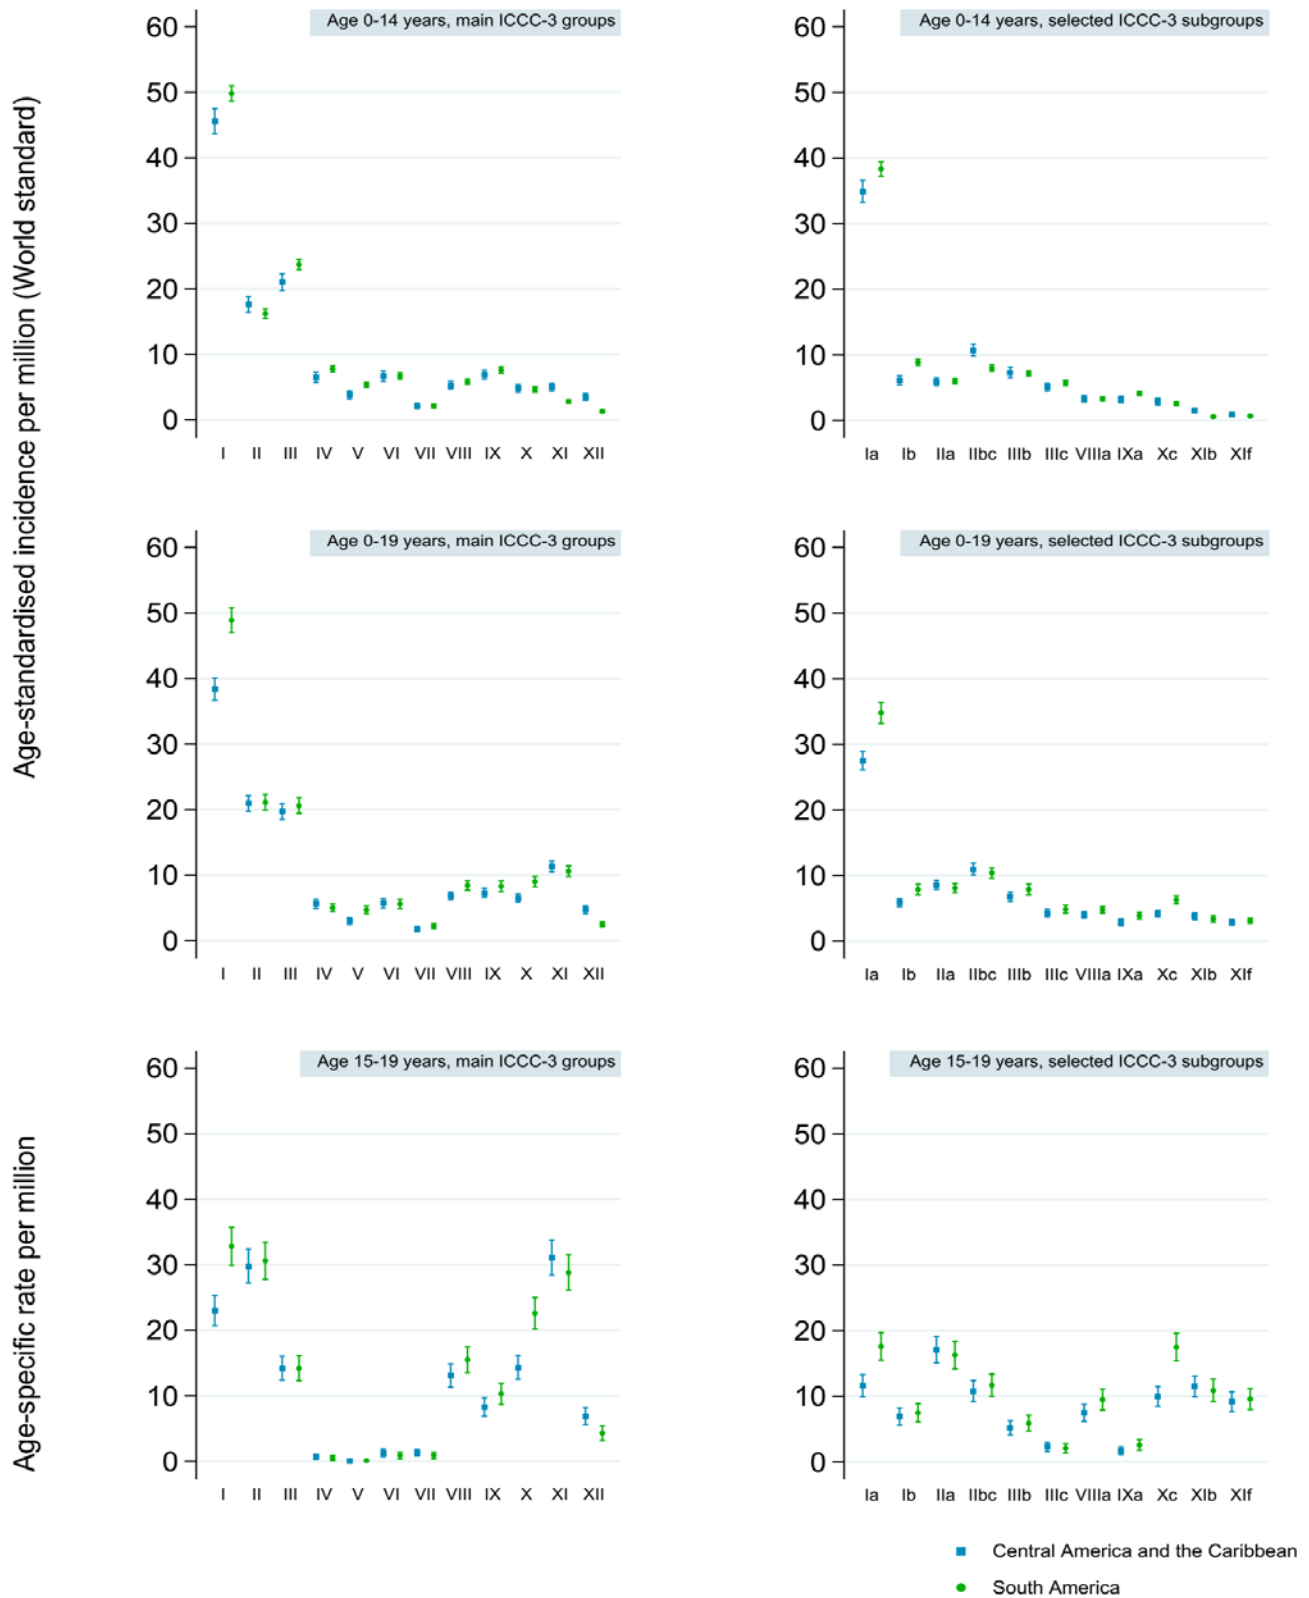 Age-standardised incidence per million (World standard)
Age 0-14 years, main ICCC-3 groups
60
50
40
30
20
10
0
I II III IV V VI VII VIII IX X XI XII
Age 0-14 years, selected ICCC-3 subgroups
60
50
40
30
20
10
0
Ia Ib IIa IIbc IIIb IIIc VIIIa IXa Xc XIb XIf
Age 0-19 years, main ICCC-3 groups
60
50
40
30
20
10
0
I II III IV V VI VII VIII IX X XI XII
Age 0-19 years, selected ICCC-3 subgroups
60
50
40
30
20
10
0
Ia Ib IIa IIbc IIIb IIIc VIIIa IXa Xc XIb XIf
Age-specific rate per million
Age 15-19 years, main ICCC-3 groups
60
50
40
30
20
10
0
I II III IV V VI VII VIII IX X XI XII
Age 15-19 years, selected ICCC-3 subgroups
60
50
40
30
20
10
0
Ia Ib IIa IIbc IIIb IIIc VIIIa IXa Xc XIb XIf
Central America and the Caribbean
South America